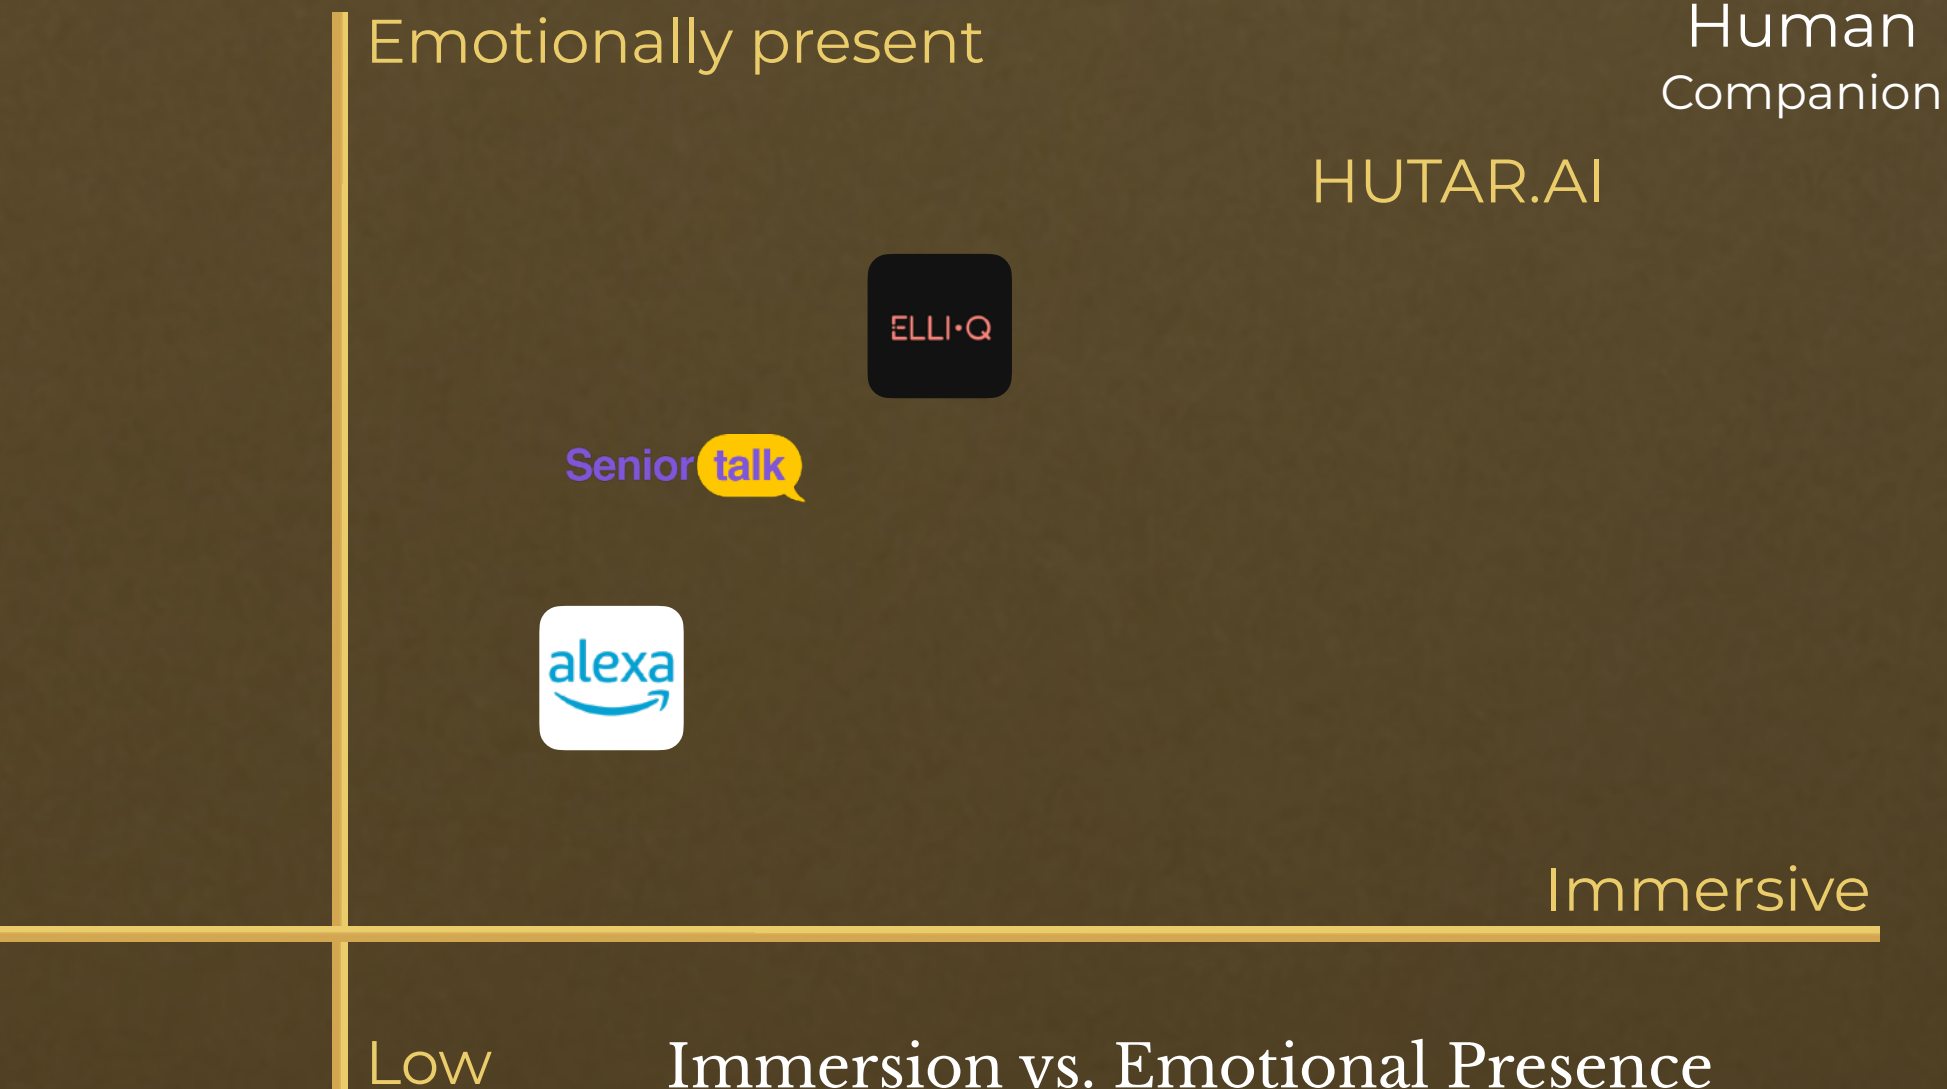 Emotionally present
Human
Companion
HUTAR.AI
ELLI•Q
Senior talk
alexa
Immersive
Low
Immersion vs. Emotional Presence